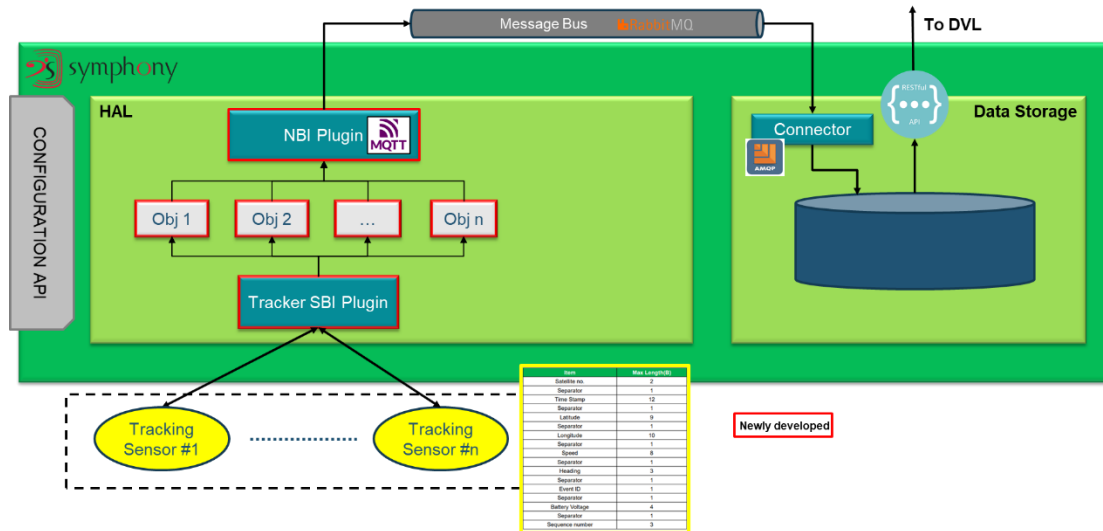 Message Bus
RabbitMQ
To DVL
symphony
CONFIGURATION API
HAL
NBI Plugin
MQTT
Obj 1
Obj 2
...
Obj n
Tracker SBI Plugin
RESTful
API
Data Storage
Connector
AMQP
Tracking
Sensor #1
Tracking
Sensor #n
Item Max Length(B)
Satellite no. 2
Separator 1
Time Stamp 12
Separator 1
Latitude 9
Separator 1
Longitude 10
Separator 1
Speed 8
Separator 1
Heading 3
Separator 1
Event ID 1
Separator 1
Battery Voltage 4
Separator 1
Sequence number 3
Newly developed